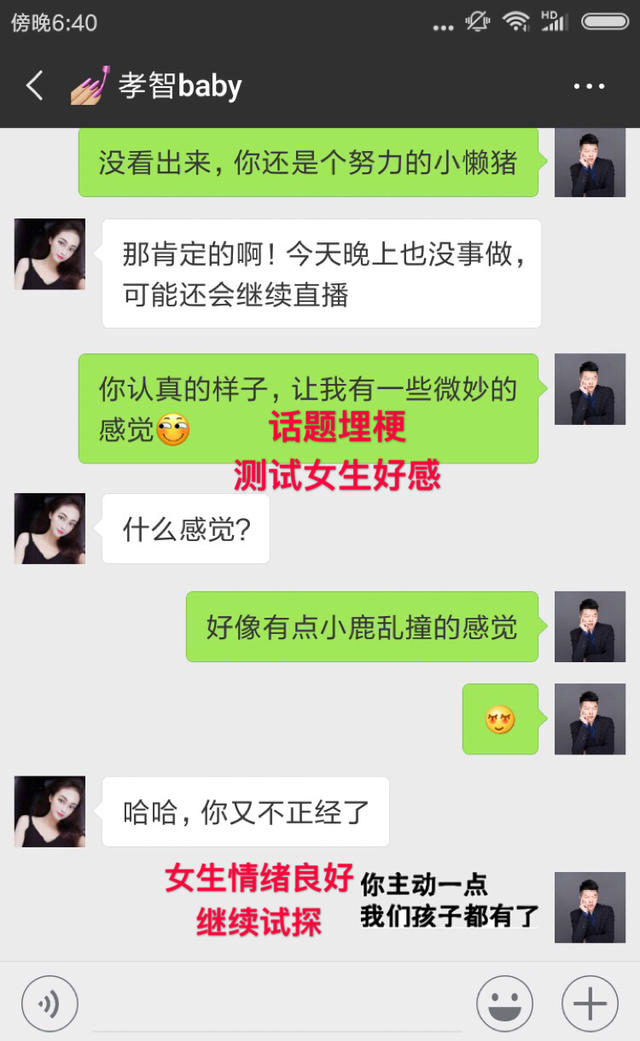 傍晚6:40
HD
孝智baby
没看出来，你还是个努力的小懒猪
那肯定的啊！今天晚上也没事做，
可能还会继续直播
你认真的样子，让我有一些微妙的
感觉
话题埋梗
测试女生好感
什么感觉？
好像有点小鹿乱撞的感觉
哈哈，你又不正经了
女生情绪良好
继续试探
你主动一点
我们孩子都有了